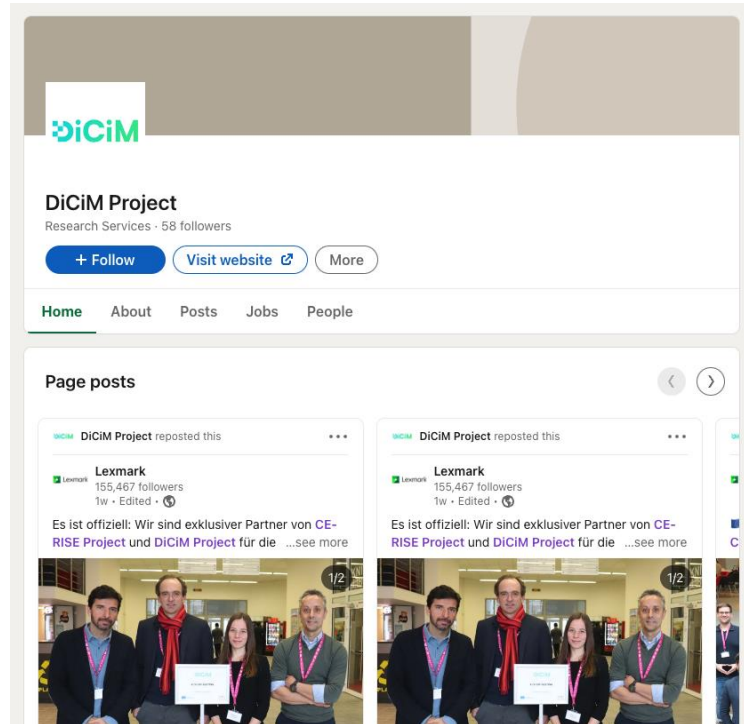 DiCiM
DiCiM Project
Research Services · 58 followers
+ Follow
Visit website
More
Home
About
Posts
Jobs
People
Page posts
DiCiM
DiCiM Project reposted this
Lexmark
Lexmark
155,467 followers
1w • Edited •
Es ist offiziell: Wir sind exklusiver Partner von CE-
RISE Project und DiCiM Project für die ...see more
1/2
DiCiM
DiCiM Project reposted this
Lexmark
Lexmark
155,467 followers
1w • Edited •
Es ist offiziell: Wir sind exklusiver Partner von CE-
RISE Project und DiCiM Project für die ...see more
1/2